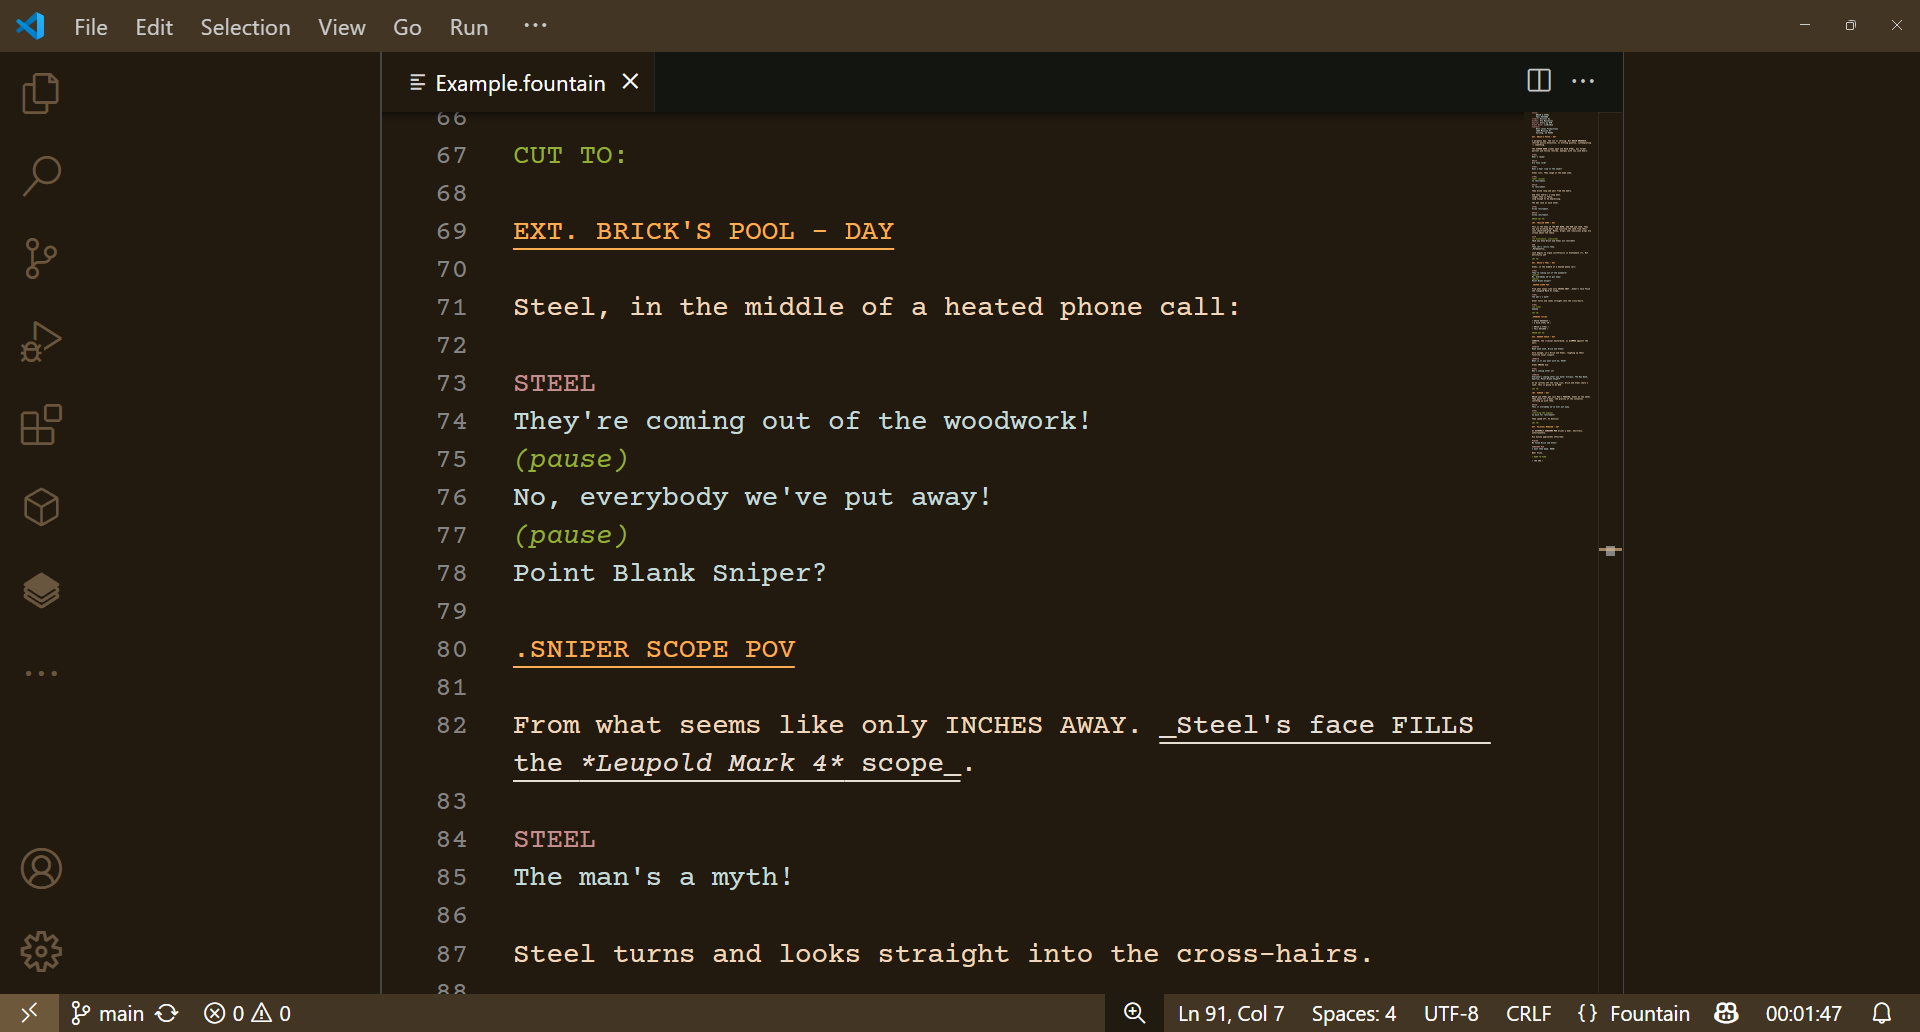 File Edit Selection View Go Run ···
Example.fountain
66
67 CUT TO:
68
69 EXT. BRICK'S POOL - DAY
70
71 Steel, in the middle of a heated phone call:
72
73 STEEL
74 They're coming out of the woodwork!
75 (pause)
76 No, everybody we've put away!
77 (pause)
78 Point Blank Sniper?
79
80 .SNIPER SCOPE POV
81
82 From what seems like only INCHES AWAY. _Steel's face FILLS
the *Leupold Mark 4* scope_.
83
84 STEEL
85 The man's a myth!
86
87 Steel turns and looks straight into the cross-hairs.
88
main 0 0 Ln 91, Col 7 Spaces: 4 UTF-8 CRLF {} Fountain 00:01:47